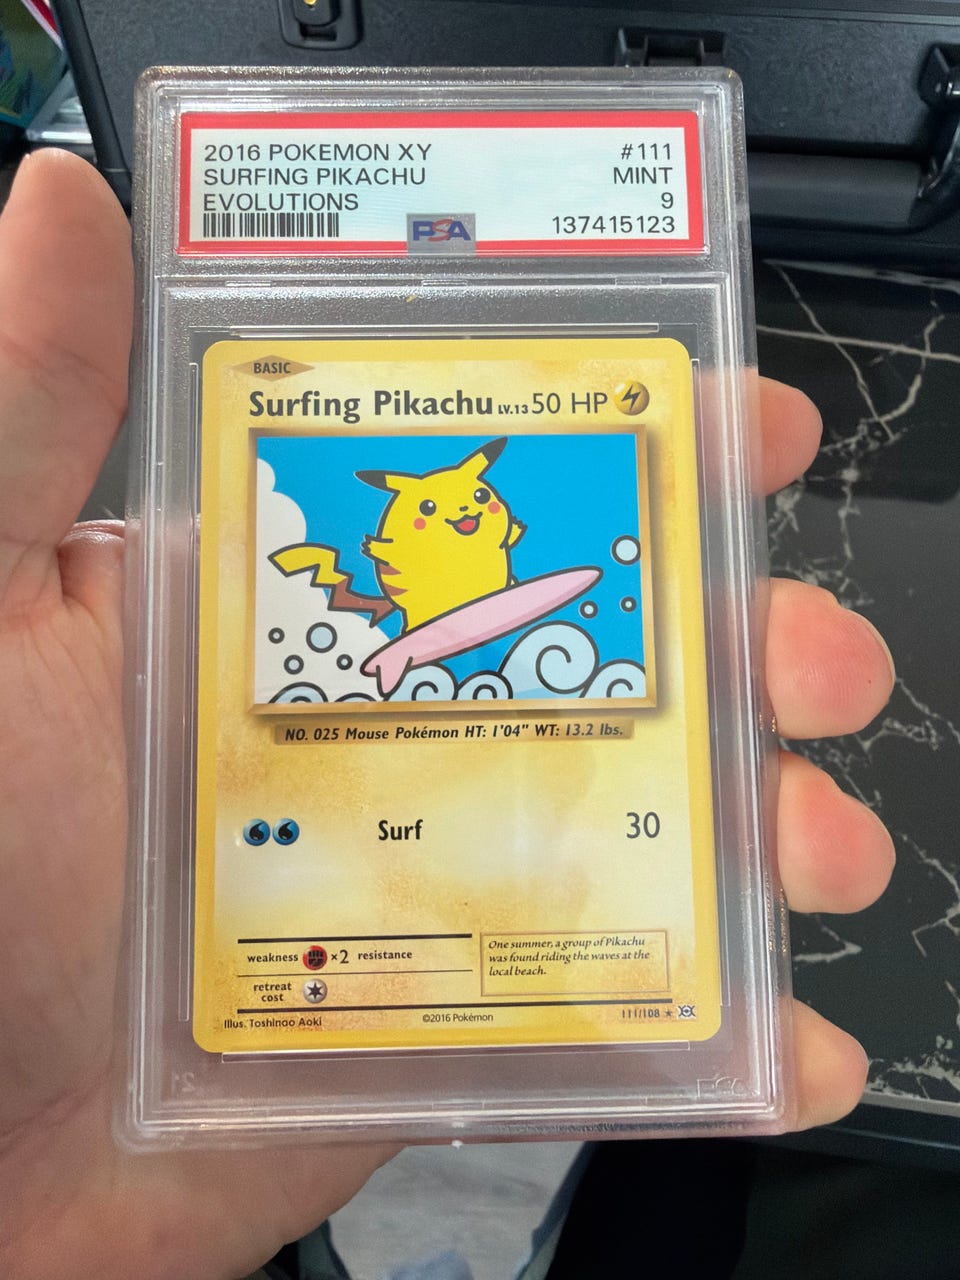 2016 POKEMON XY #111
SURFING PIKACHU MINT
EVOLUTIONS 9
PSA 137415123
BASIC
Surfing Pikachu LV.13 50 HP
NO. 025 Mouse Pokémon HT: 1'04" WT: 13.2 lbs.
Surf 30
weakness ×2 resistance
retreat
cost
One summer, a group of Pikachu
was found riding the waves at the
local beach.
Illus. Toshinao Aoki ©2016 Pokémon 111/108 ★
PSA